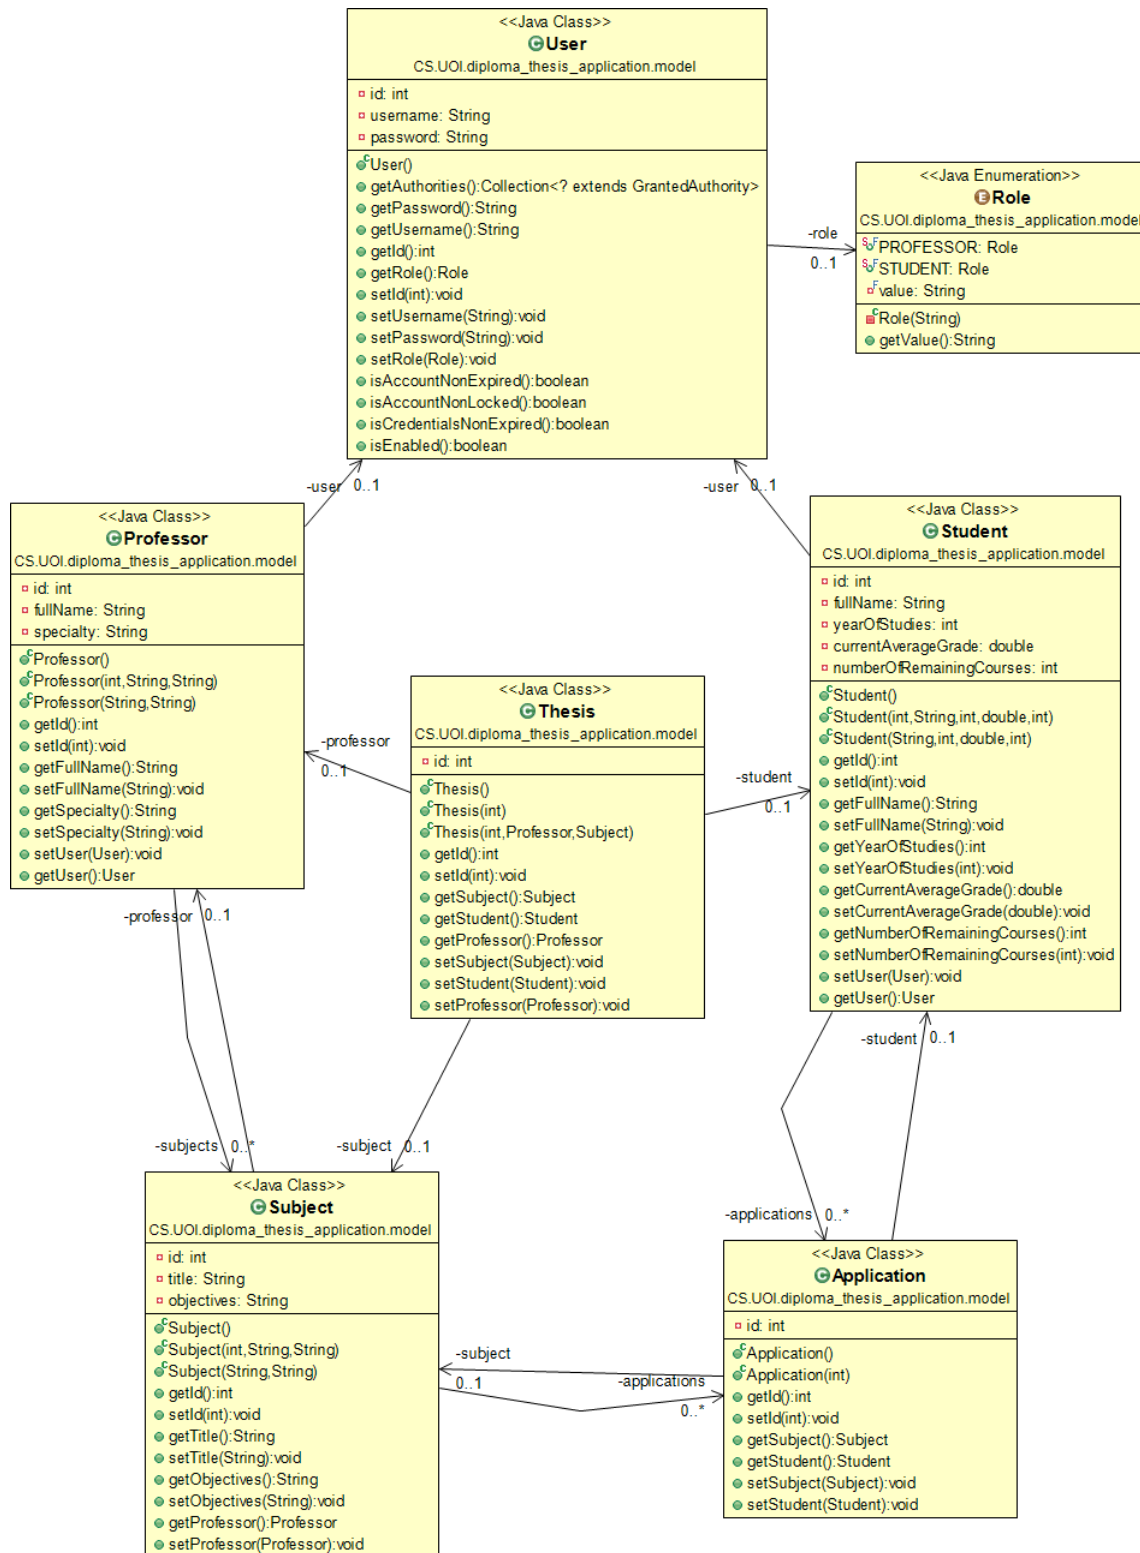 <<Java Class>>
User
CS.UOI.diploma_thesis_application.model
id: int
username: String
password: String
User()
getAuthorities():Collection<? extends GrantedAuthority>
getPassword():String
getUsername():String
getId():int
getRole():Role
setId(int):void
setUsername(String):void
setPassword(String):void
setRole(Role):void
isAccountNonExpired():boolean
isAccountNonLocked():boolean
isCredentialsNonExpired():boolean
isEnabled():boolean
-role
0..1
<<Java Enumeration>>
Role
CS.UOI.diploma_thesis_application.model
PROFESSOR: Role
STUDENT: Role
value: String
Role(String)
getValue():String
-user 0..1
-user 0..1
<<Java Class>>
Professor
CS.UOI.diploma_thesis_application.model
id: int
fullName: String
specialty: String
Professor()
Professor(int,String,String)
Professor(String,String)
getId():int
setId(int):void
getFullName():String
setFullName(String):void
getSpecialty():String
setSpecialty(String):void
setUser(User):void
getUser():User
<<Java Class>>
Student
CS.UOI.diploma_thesis_application.model
id: int
fullName: String
yearOfStudies: int
currentAverageGrade: double
numberOfRemainingCourses: int
Student()
Student(int,String,int,double,int)
Student(String,int,double,int)
getId():int
setId(int):void
getFullName():String
setFullName(String):void
getYearOfStudies():int
setYearOfStudies(int):void
getCurrentAverageGrade():double
setCurrentAverageGrade(double):void
getNumberOfRemainingCourses():int
setNumberOfRemainingCourses(int):void
setUser(User):void
getUser():User
-professor
0..1
<<Java Class>>
Thesis
CS.UOI.diploma_thesis_application.model
id: int
Thesis()
Thesis(int)
Thesis(int,Professor,Subject)
getId():int
setId(int):void
getSubject():Subject
getStudent():Student
getProfessor():Professor
setSubject(Subject):void
setStudent(Student):void
setProfessor(Professor):void
-student
0..1
-professor 0..1
-student 0..1
-subjects 0..*
-subject 0..1
-applications 0..*
<<Java Class>>
Subject
CS.UOI.diploma_thesis_application.model
id: int
title: String
objectives: String
Subject()
Subject(int,String,String)
Subject(String,String)
getId():int
setId(int):void
getTitle():String
setTitle(String):void
getObjectives():String
setObjectives(String):void
getProfessor():Professor
setProfessor(Professor):void
-subject
0..1
-applications
0..*
<<Java Class>>
Application
CS.UOI.diploma_thesis_application.model
id: int
Application()
Application(int)
getId():int
setId(int):void
getSubject():Subject
getStudent():Student
setSubject(Subject):void
setStudent(Student):void